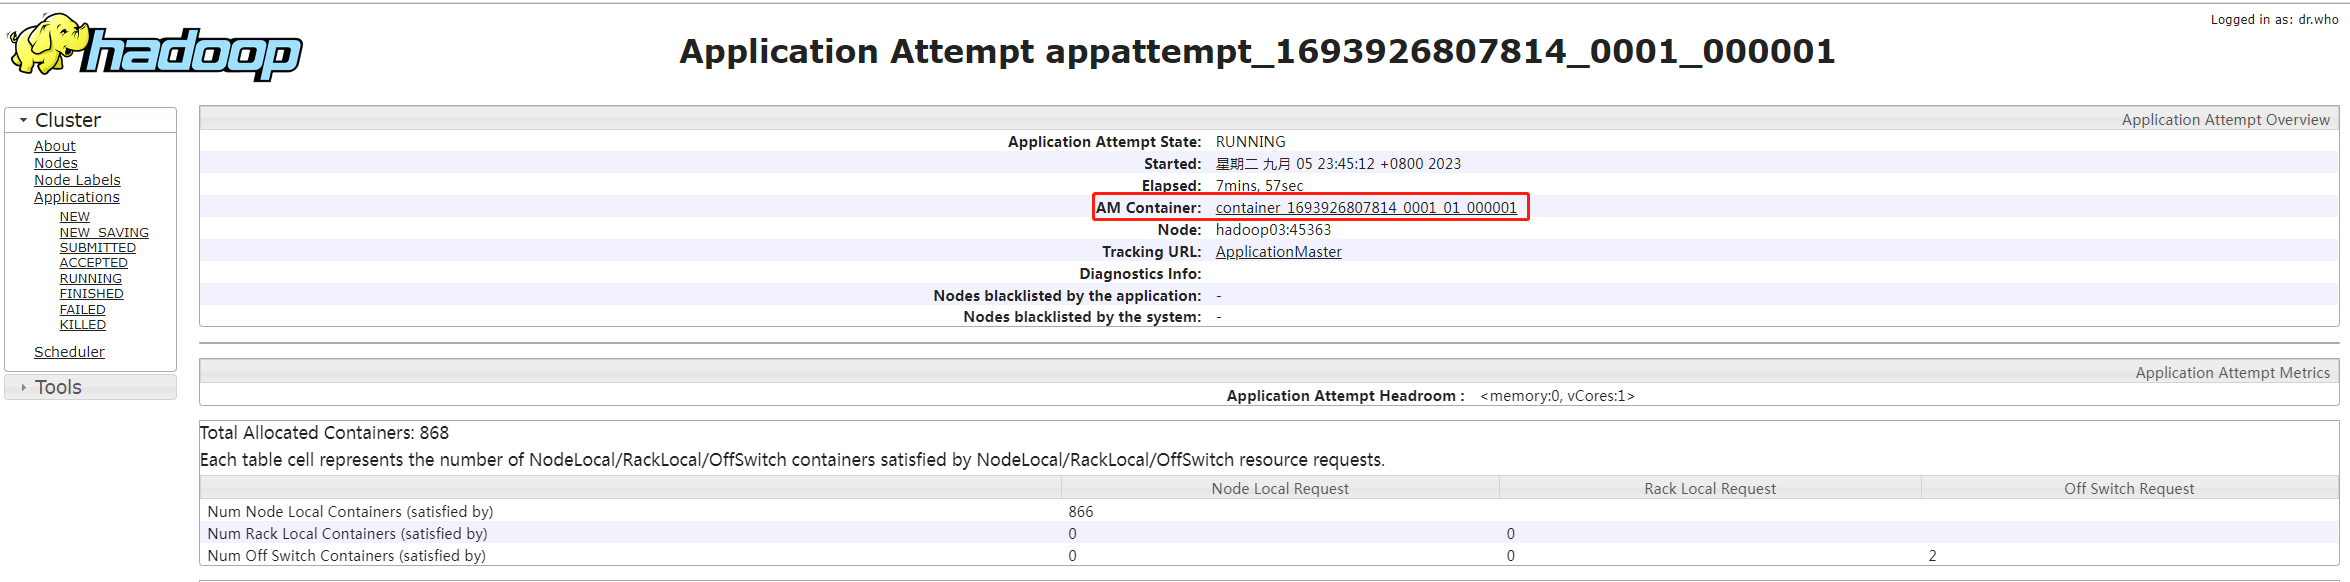 Logged in as: dr.who
hadoop
Application Attempt appattempt_1693926807814_0001_000001
Cluster
About
Nodes
Node Labels
Applications
NEW
NEW_SAVING
SUBMITTED
ACCEPTED
RUNNING
FINISHED
FAILED
KILLED
Scheduler
Tools
Application Attempt Overview
Application Attempt State: RUNNING
Started: 星期二 九月 05 23:45:12 +0800 2023
Elapsed: 7mins, 57sec
AM Container: container_1693926807814_0001_01_000001
Node: hadoop03:45363
Tracking URL: ApplicationMaster
Diagnostics Info:
Nodes blacklisted by the application: -
Nodes blacklisted by the system: -
Application Attempt Metrics
Application Attempt Headroom : <memory:0, vCores:1>
Total Allocated Containers: 868
Each table cell represents the number of NodeLocal/RackLocal/OffSwitch containers satisfied by NodeLocal/RackLocal/OffSwitch resource requests.
Node Local Request Rack Local Request Off Switch Request
Num Node Local Containers (satisfied by) 866
Num Rack Local Containers (satisfied by) 0 0
Num Off Switch Containers (satisfied by) 0 0 2